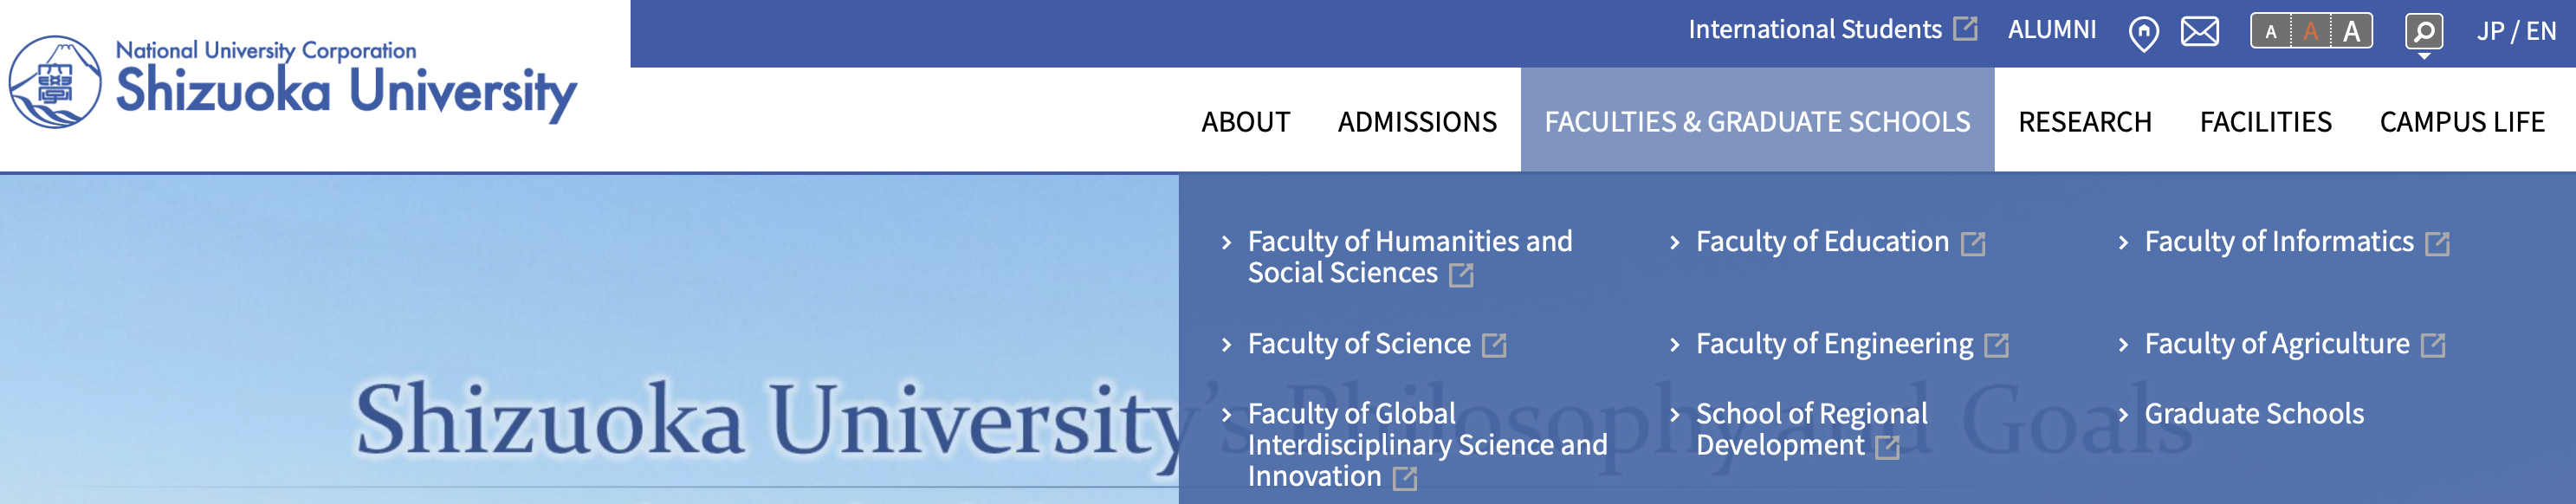 National University Corporation
Shizuoka University
International Students
ALUMNI
A A A
JP / EN
ABOUT
ADMISSIONS
FACULTIES & GRADUATE SCHOOLS
RESEARCH
FACILITIES
CAMPUS LIFE
Faculty of Humanities and
Social Sciences
Faculty of Education
Faculty of Informatics
Faculty of Science
Faculty of Engineering
Faculty of Agriculture
Faculty of Global
Interdisciplinary Science and
Innovation
School of Regional
Development
Graduate Schools
Shizuoka University's Philosophy and Goals